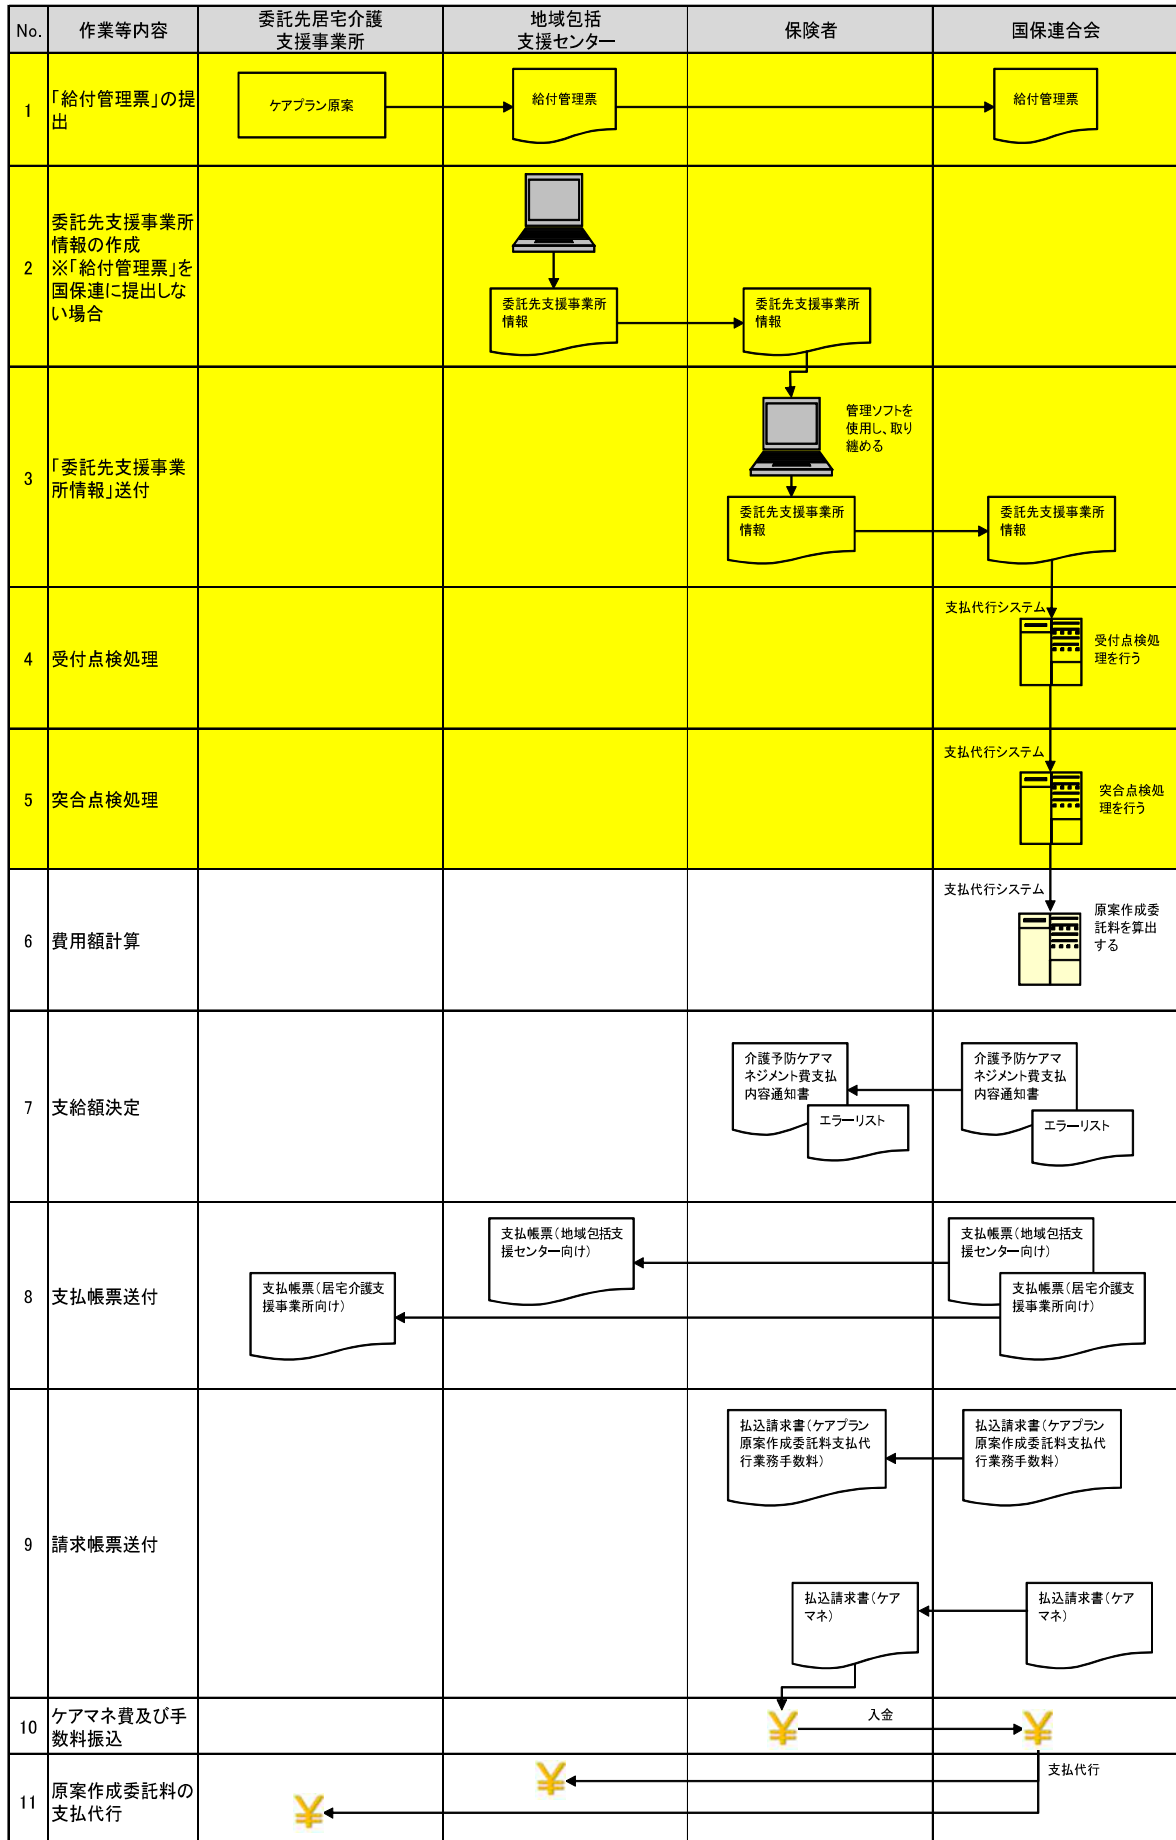 No.
作業等内容
委託先居宅介護
支援事業所
地域包括
支援センター
保険者
国保連合会
1
「給付管理票」の提
出
ケアプラン原案
給付管理票
給付管理票
2
委託先支援事業所
情報の作成
※「給付管理票」を
国保連に提出しな
い場合
委託先支援事業所
情報
委託先支援事業所
情報
3
「委託先支援事業
所情報」送付
管理ソフトを
使用し、取り
纏める
委託先支援事業所
情報
委託先支援事業所
情報
4
受付点検処理
支払代行システム
受付点検処
理を行う
5
突合点検処理
支払代行システム
突合点検処
理を行う
6
費用額計算
支払代行システム
原案作成委
託料を算出
する
7
支給額決定
介護予防ケアマ
ネジメント費支払
内容通知書
エラーリスト
介護予防ケアマ
ネジメント費支払
内容通知書
エラーリスト
8
支払帳票送付
支払帳票（居宅介護支
援事業所向け）
支払帳票（地域包括支
援センター向け）
支払帳票（地域包括支
援センター向け）
支払帳票（居宅介護支
援事業所向け）
9
請求帳票送付
払込請求書（ケアプラン
原案作成委託料支払代
行業務手数料）
払込請求書（ケアプラン
原案作成委託料支払代
行業務手数料）
払込請求書（ケア
マネ）
払込請求書（ケア
マネ）
10
ケアマネ費及び手
数料振込
¥
入金
¥
11
原案作成委託料の
支払代行
¥
¥
支払代行